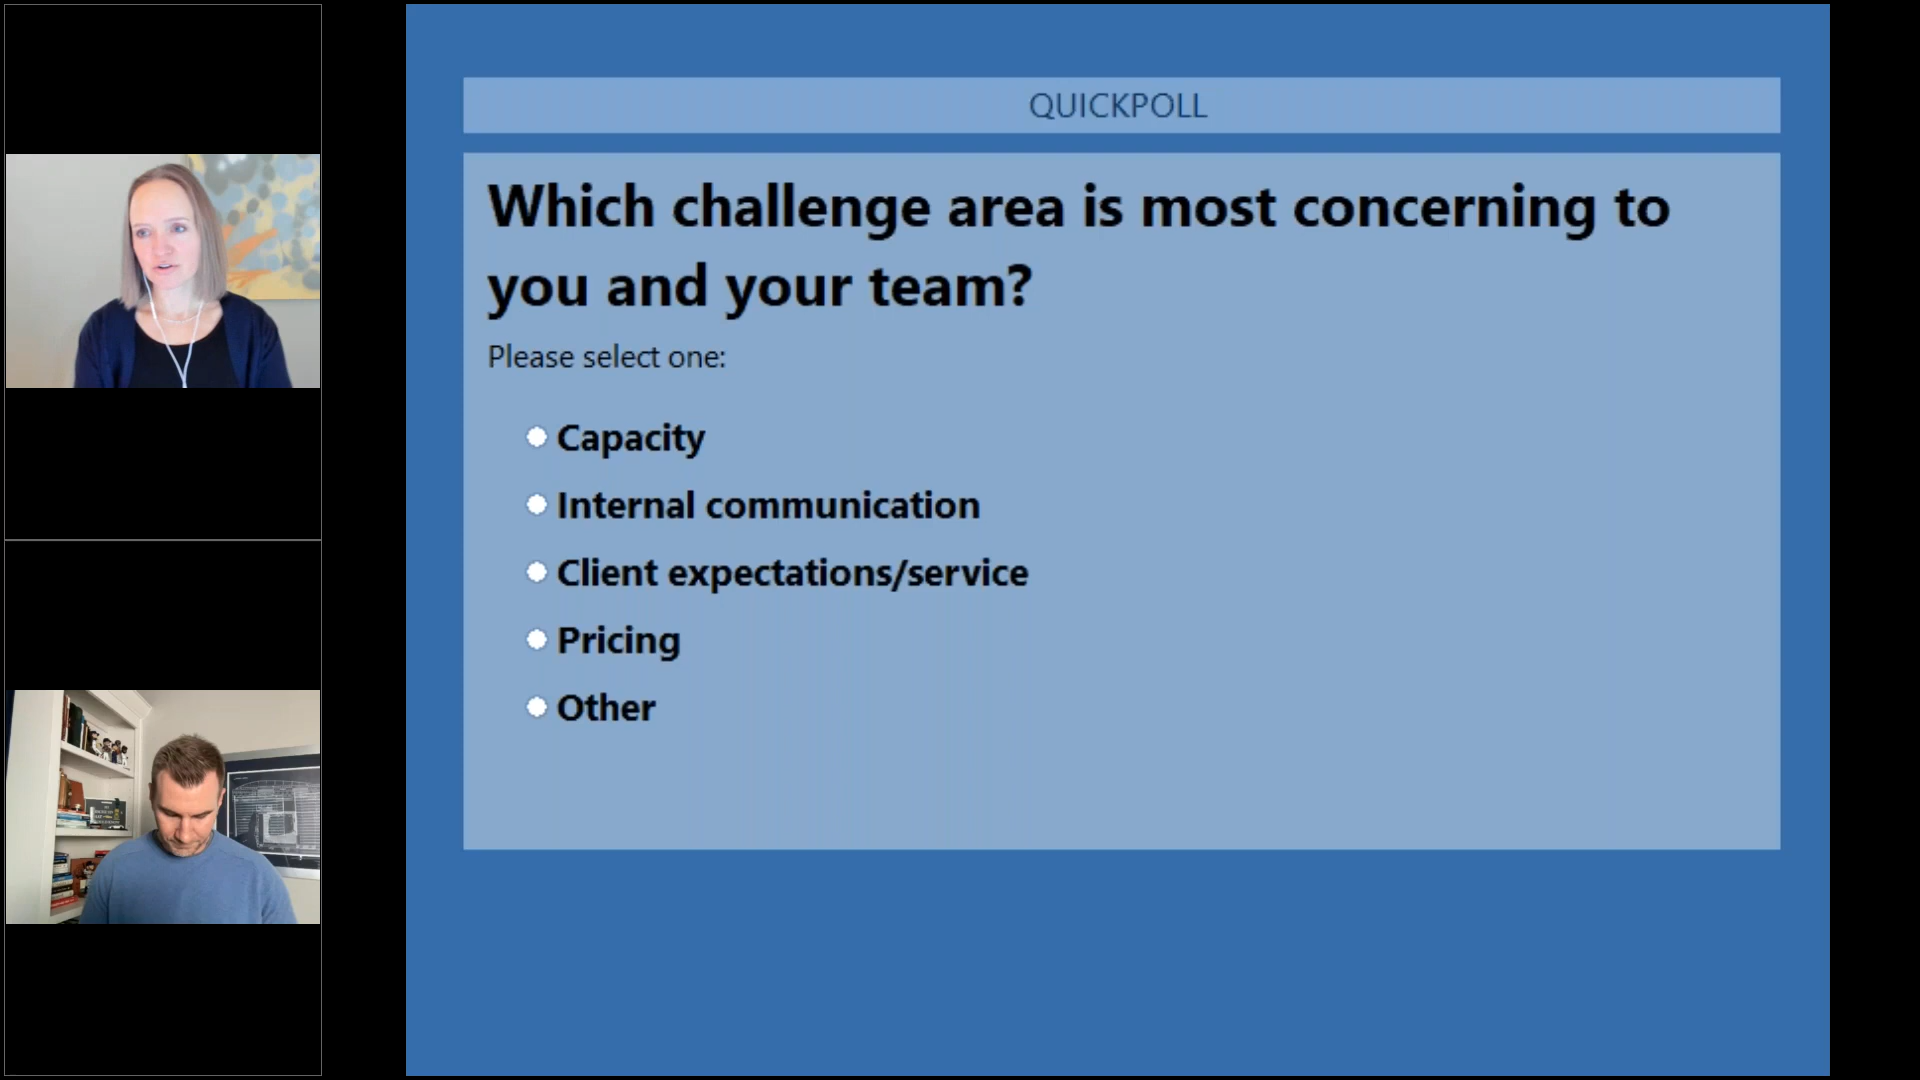 QUICKPOLL
Which challenge area is most concerning to
you and your team?
Please select one:
Capacity
Internal communication
Client expectations/service
Pricing
Other